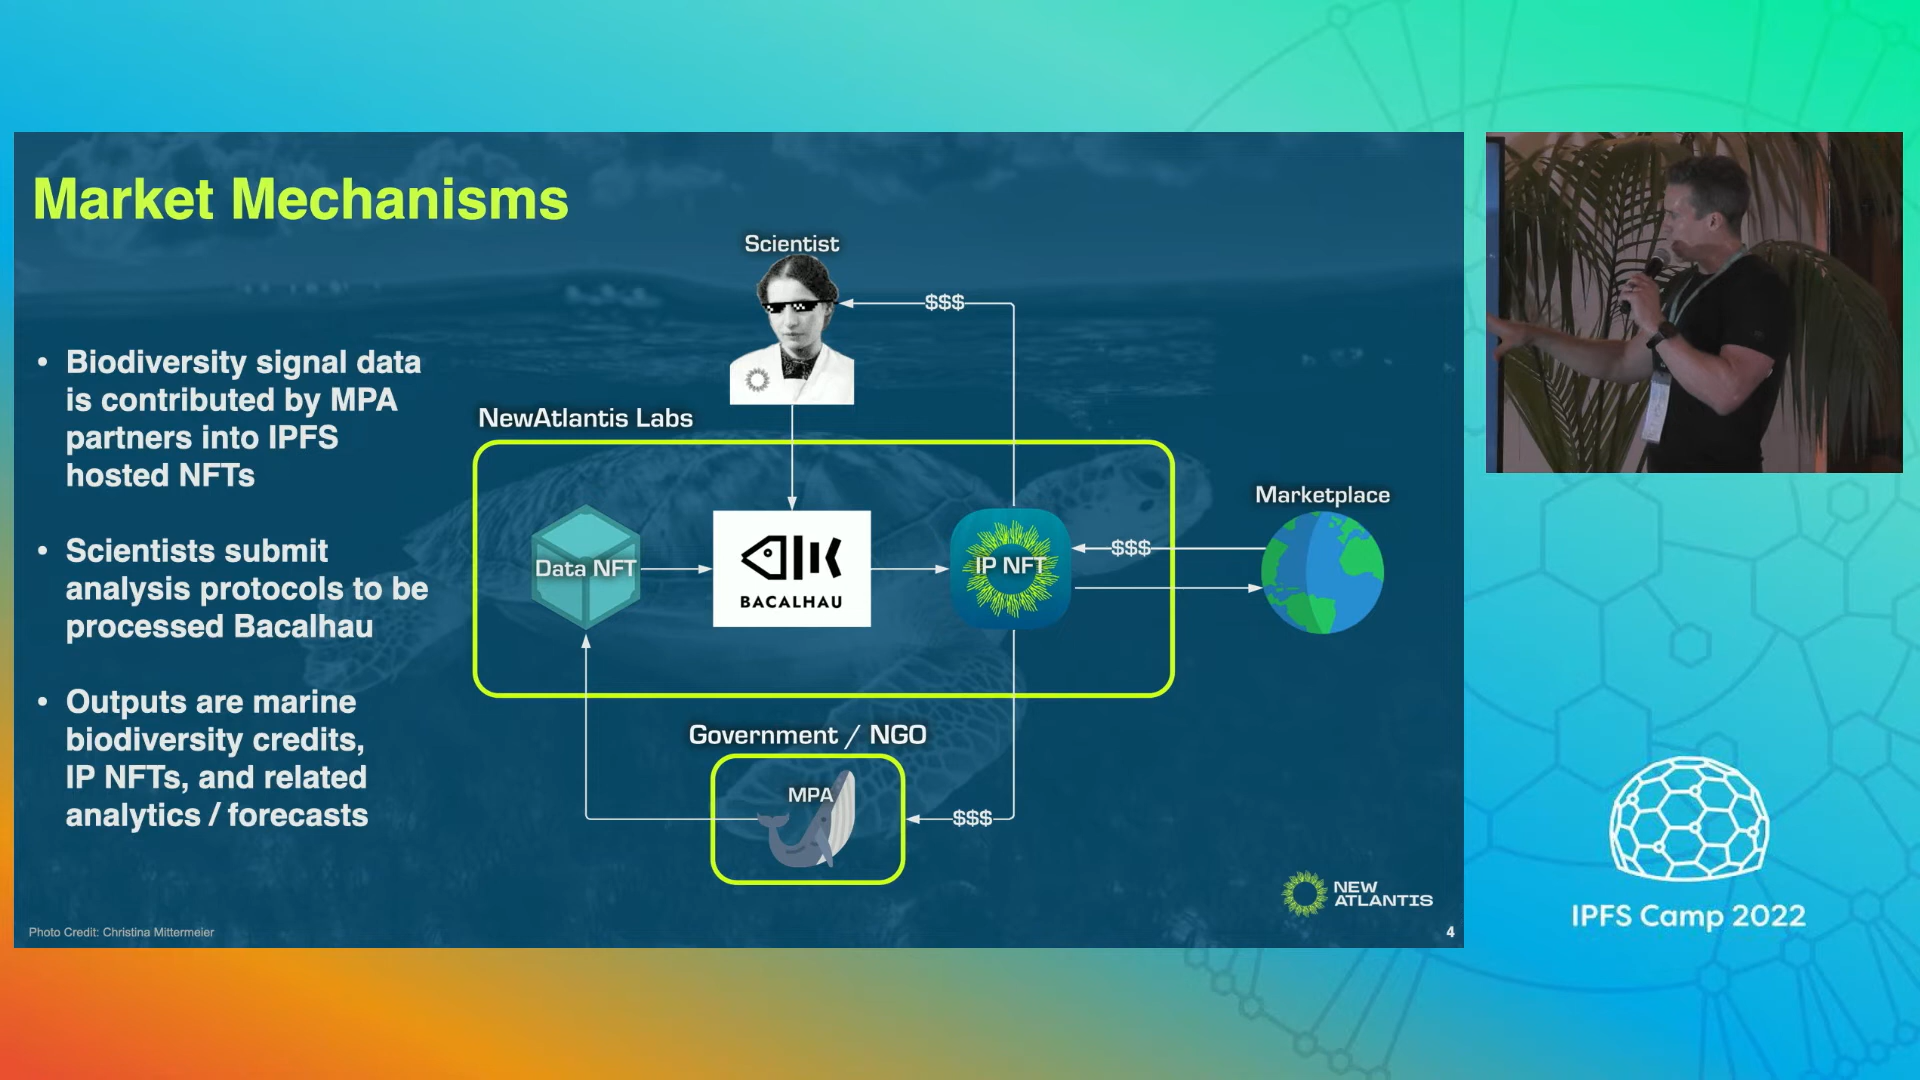 Market Mechanisms
• Biodiversity signal data
is contributed by MPA
partners into IPFS
hosted NFTs
• Scientists submit
analysis protocols to be
processed Bacalhau
• Outputs are marine
biodiversity credits,
IP NFTs, and related
analytics / forecasts
Scientist
$$$
NewAtlantis Labs
Data NFT
BACALHAU
IP NFT
$$$
Marketplace
Government / NGO
MPA
$$$
NEW
ATLANTIS
Photo Credit: Christina Mittermeier
4
IPFS Camp 2022